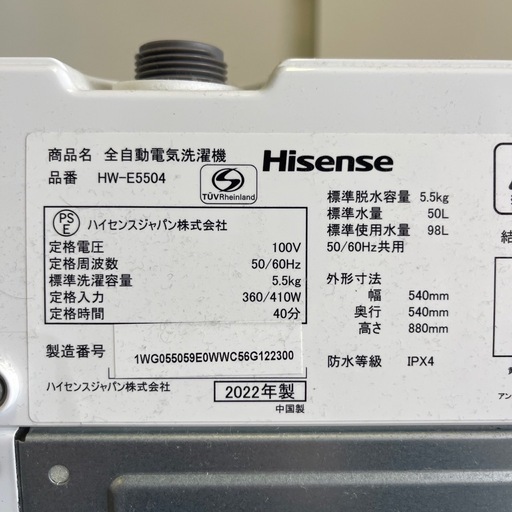 商品名 全自動電気洗濯機
品番 HW-E5504
TÜVRheinland
Hisense
PS
E
ハイセンスジャパン株式会社
定格電圧 100V
定格周波数 50/60Hz
標準洗濯容量 5.5kg
定格入力 360/410W
定格時間 40分
製造番号 1WG055059E0WWC56G122300
ハイセンスジャパン株式会社 2022年製
中国製
標準脱水容量 5.5kg
標準水量 50L
標準使用水量 98L
50/60Hz共用
外形寸法
幅 540mm
奥行 540mm
高さ 880mm
防水等級 IPX4
結
アン